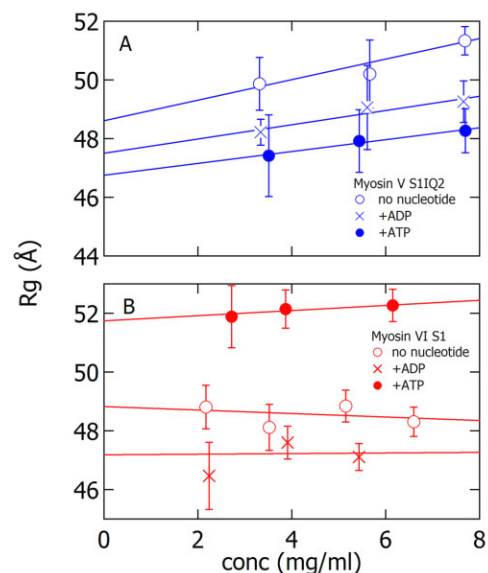 52
A
50
48
Myosin V S1IQ2
no nucleotide
46
+ADP
+ATP
44
Rg (Å)
B
52
Myosin VI S1
no nucleotide
50
+ADP
+ATP
48
46
0 2 4 6 8
conc (mg/ml)